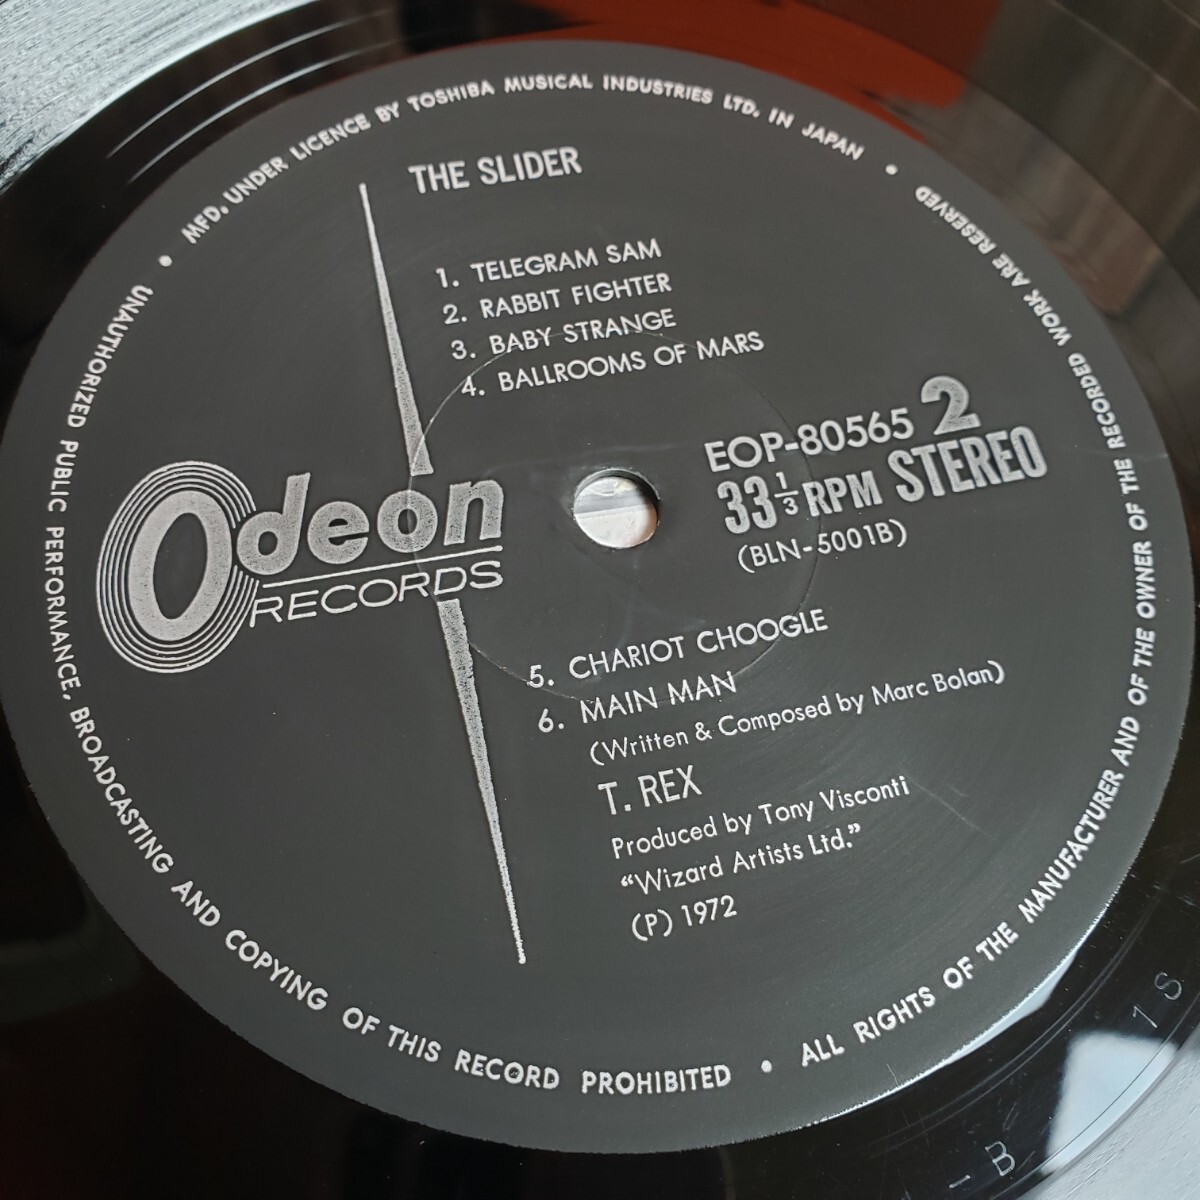 MFD. UNDER LICENCE BY TOSHIBA MUSICAL INDUSTRIES LTD. IN JAPAN •
THE SLIDER
1. TELEGRAM SAM
2. RABBIT FIGHTER
3. BABY STRANGE
4. BALLROOMS OF MARS
EOP-80565 2
33 1/3 RPM STEREO
(BLN-5001B)
Odeon
RECORDS
5. CHARIOT CHOOGLE
6. MAIN MAN
(Written & Composed by Marc Bolan)
T. REX
Produced by Tony Visconti
“Wizard Artists Ltd.”
(P) 1972
• UNAUTHORIZED PUBLIC PERFORMANCE, BROADCASTING AND COPYING OF THIS RECORD PROHIBITED •
ALL RIGHTS OF THE MANUFACTURER AND OF THE OWNER OF THE RECORDED WORK ARE RESERVED
-B
1S